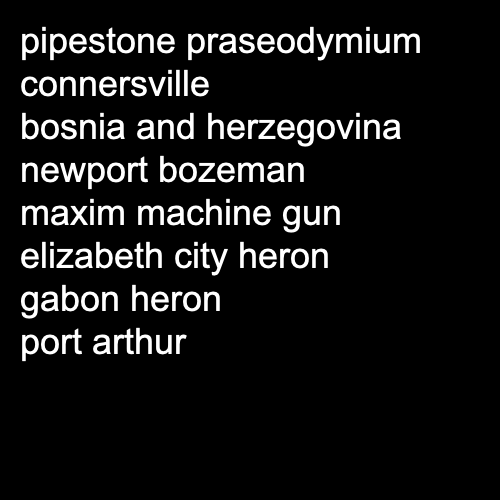 pipestone praseodymium
connersville
bosnia and herzegovina
newport bozeman
maxim machine gun
elizabeth city heron
gabon heron
port arthur